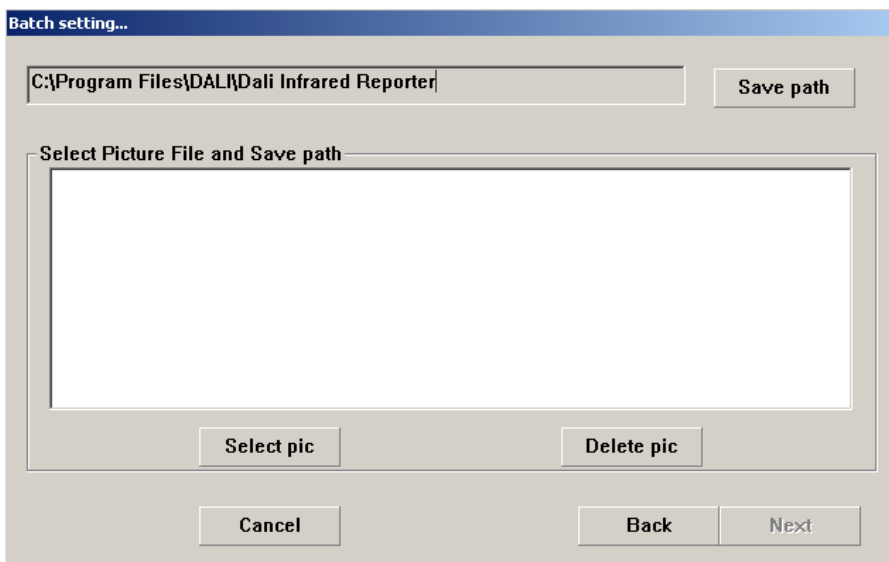 Batch setting...
C:\Program Files\DALI\Dali Infrared Reporter
Save path
Select Picture File and Save path
Select pic
Delete pic
Cancel
Back
Next